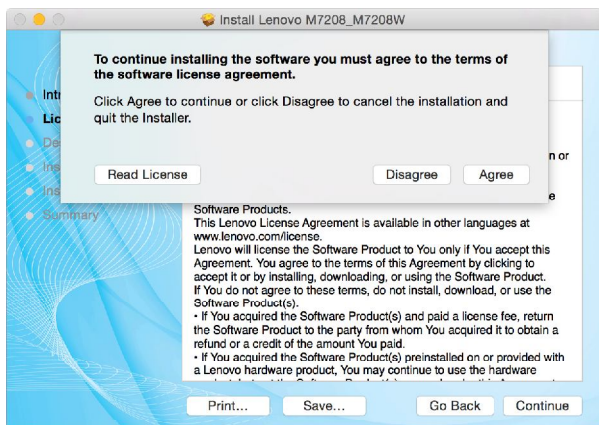 Install Lenovo M7208_M7208W
To continue installing the software you must agree to the terms of
the software license agreement.
Click Agree to continue or click Disagree to cancel the installation and
quit the Installer.
Read License
Disagree
Agree
Intr
Lic
De
Ins
Ins
Summary
n or
e
Software Products.
This Lenovo License Agreement is available in other languages at
www.lenovo.com/license.
Lenovo will license the Software Product to You only if You accept this
Agreement. You agree to the terms of this Agreement by clicking to
accept it or by installing, downloading, or using the Software Product.
If You do not agree to these terms, do not install, download, or use the
Software Product(s).
• If You acquired the Software Product(s) and paid a license fee, return
the Software Product to the party from whom You acquired it to obtain a
refund or a credit of the amount You paid.
• If You acquired the Software Product(s) preinstalled on or provided with
a Lenovo hardware product, You may continue to use the hardware
Print...
Save...
Go Back
Continue